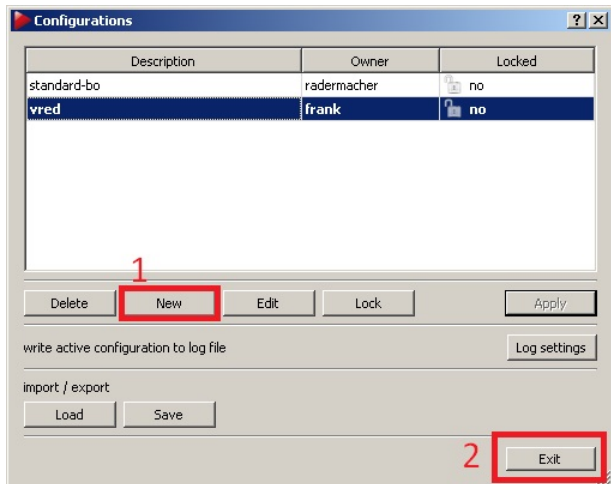 Configurations
Description Owner Locked
standard-bo radermacher no
vred frank no
1
Delete New Edit Lock Apply
write active configuration to log file Log settings
import / export
Load Save
2 Exit